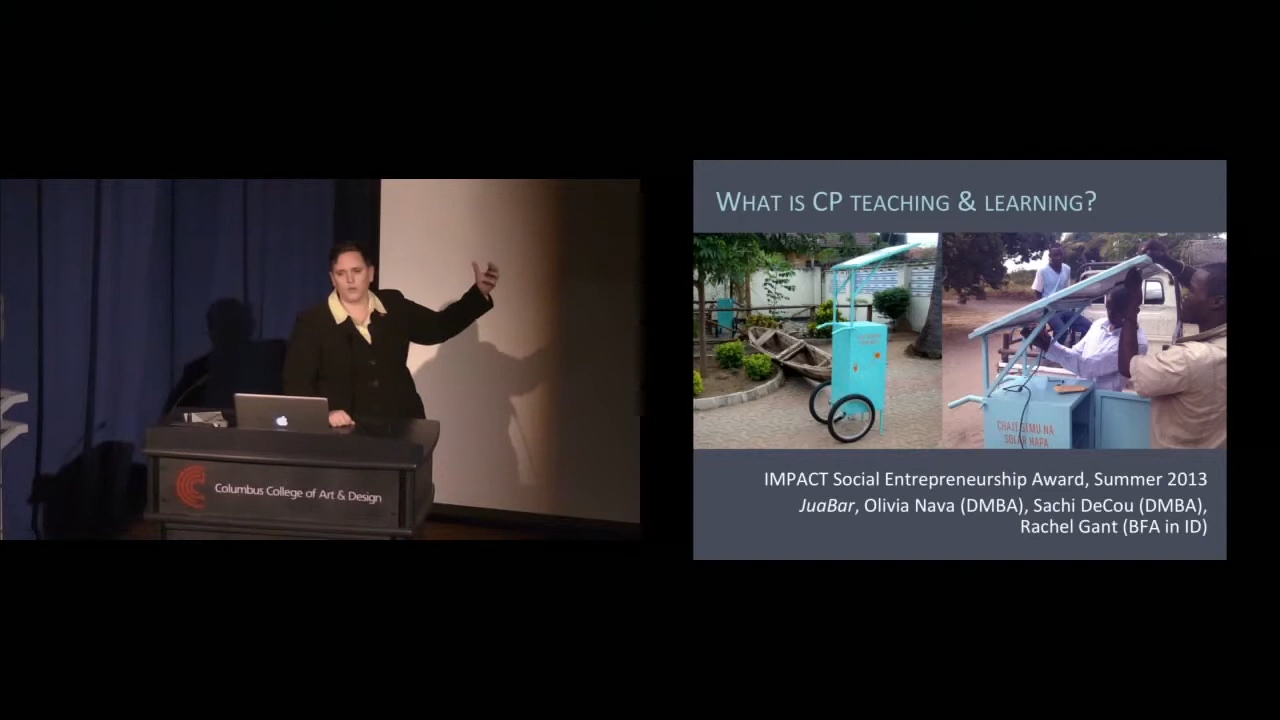 WHAT IS CP TEACHING & LEARNING?
CHAJI SIMU NA
SOLAR HAPA
IMPACT Social Entrepreneurship Award, Summer 2013
JuaBar, Olivia Nava (DMBA), Sachi DeCou (DMBA),
Rachel Gant (BFA in ID)
Columbus College of Art & Design